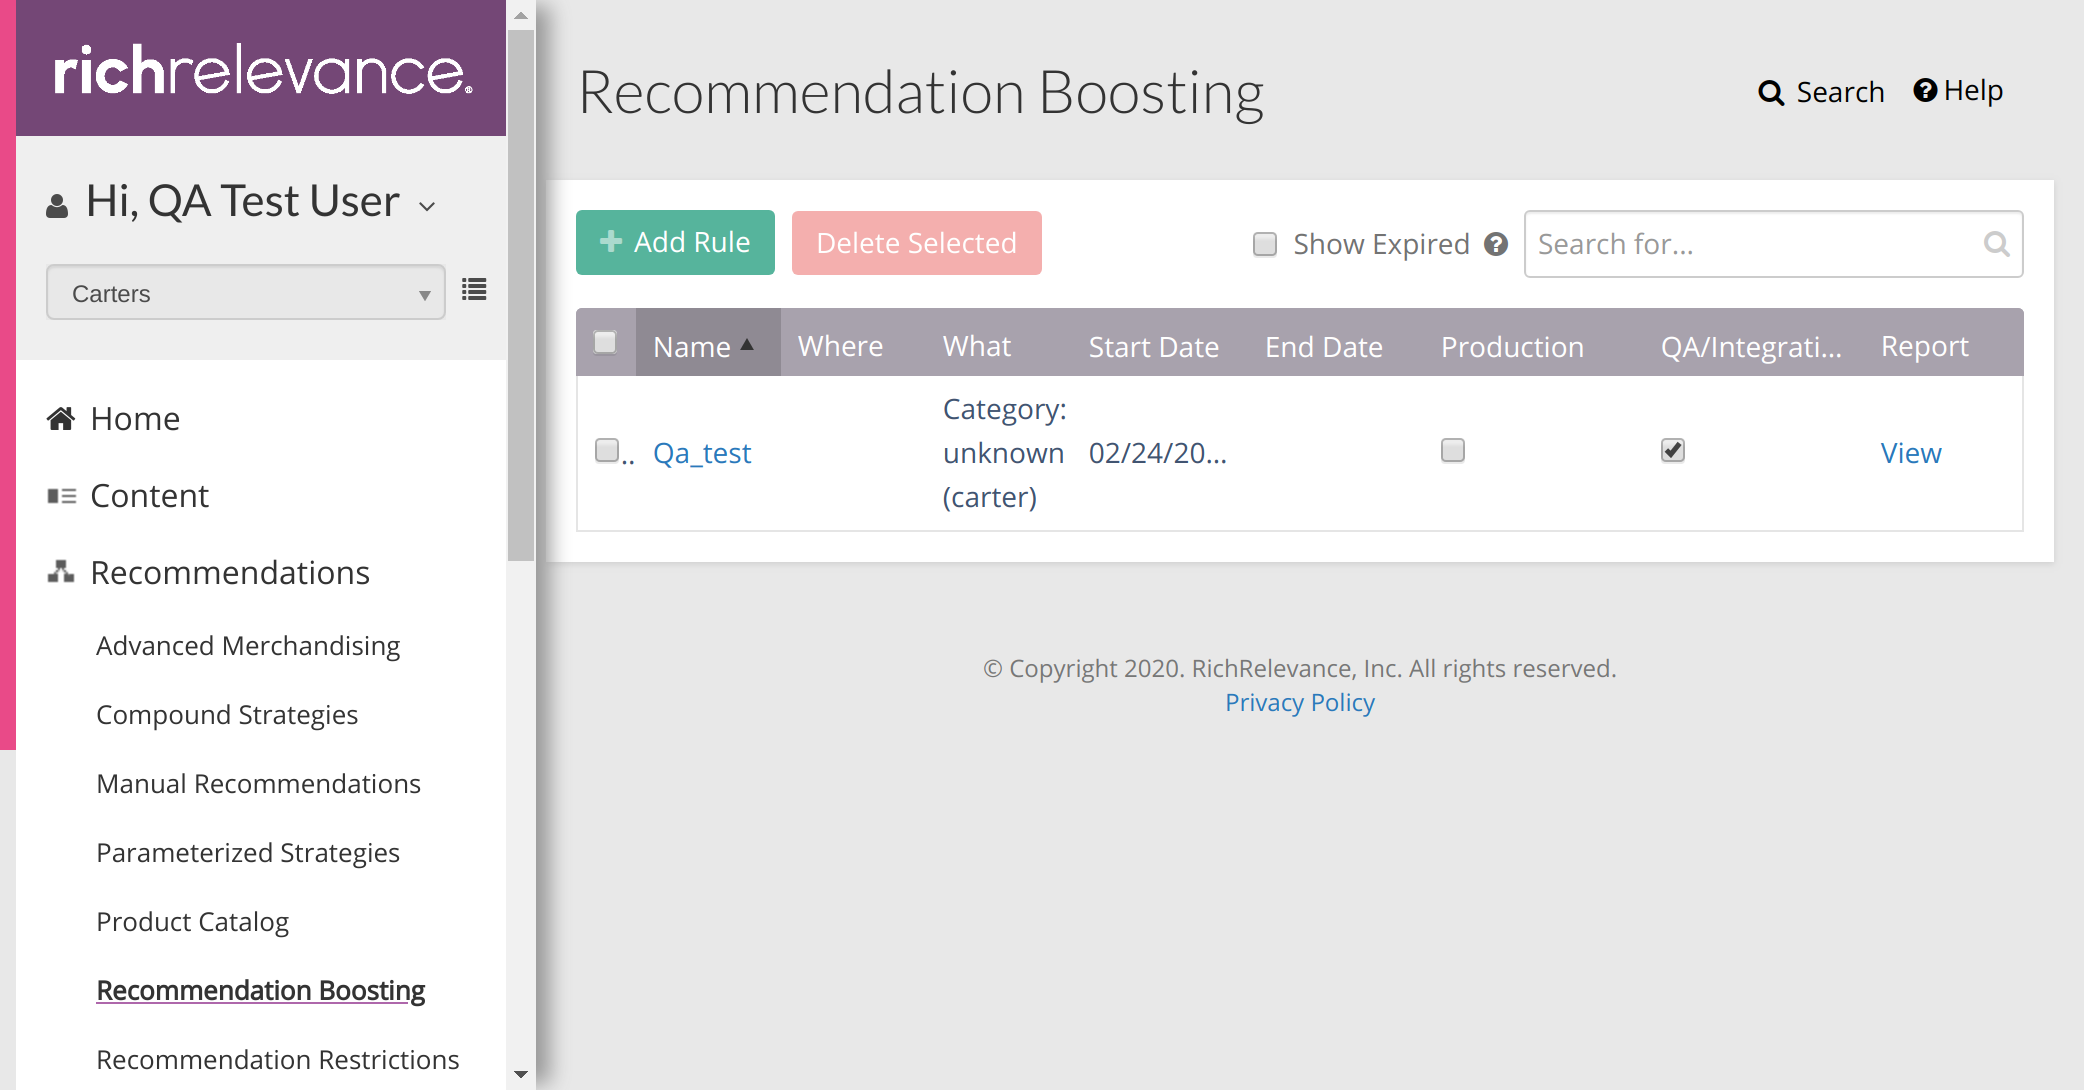 richrelevance®
Hi, QA Test User
Carters
Home
Content
Recommendations
Advanced Merchandising
Compound Strategies
Manual Recommendations
Parameterized Strategies
Product Catalog
Recommendation Boosting
Recommendation Restrictions
Recommendation Boosting
Search
Help
Add Rule
Delete Selected
Show Expired
Search for...
Name
Where
What
Start Date
End Date
Production
QA/Integrati...
Report
..
Qa_test
Category:
unknown
(carter)
02/24/20...
View
© Copyright 2020. RichRelevance, Inc. All rights reserved.
Privacy Policy